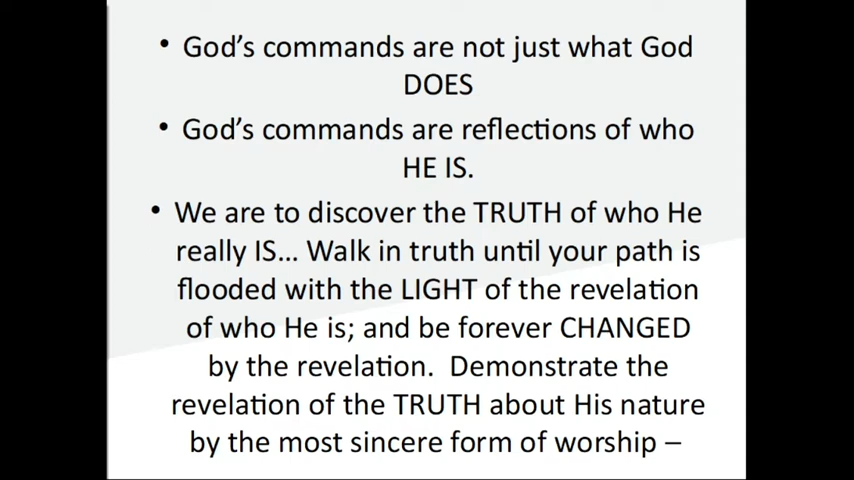 • God’s commands are not just what God
DOES
• God’s commands are reflections of who
HE IS.
• We are to discover the TRUTH of who He
really IS… Walk in truth until your path is
flooded with the LIGHT of the revelation
of who He is; and be forever CHANGED
by the revelation.  Demonstrate the
revelation of the TRUTH about His nature
by the most sincere form of worship –